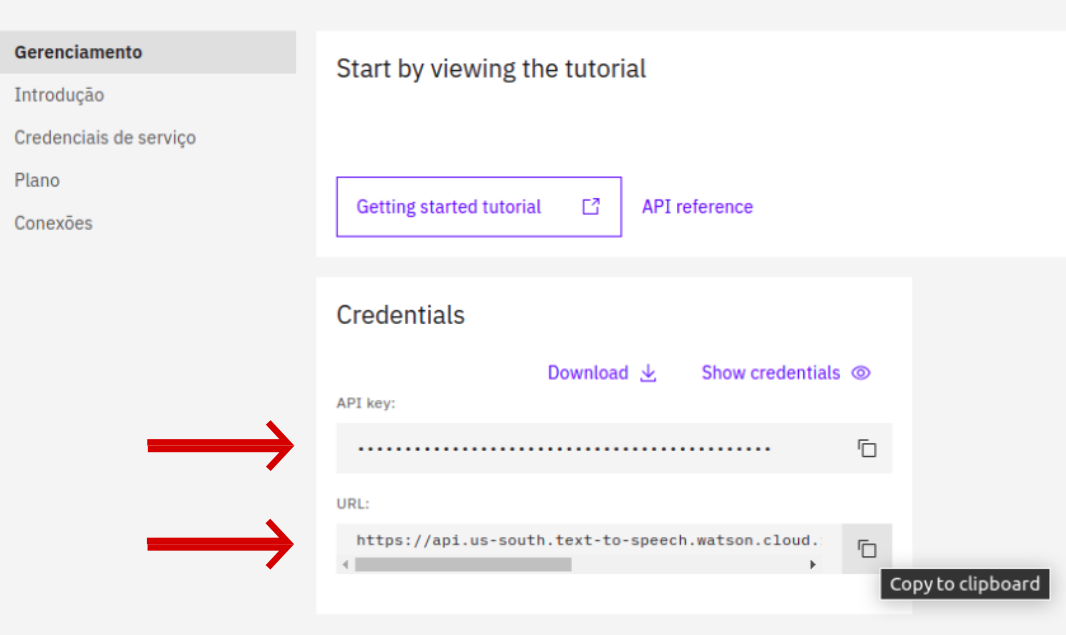 Gerenciamento
Introdução
Credenciais de serviço
Plano
Conexões
Start by viewing the tutorial
Getting started tutorial
API reference
Credentials
Download
Show credentials
API key:
............................................
URL:
https://api.us-south.text-to-speech.watson.cloud.
Copy to clipboard